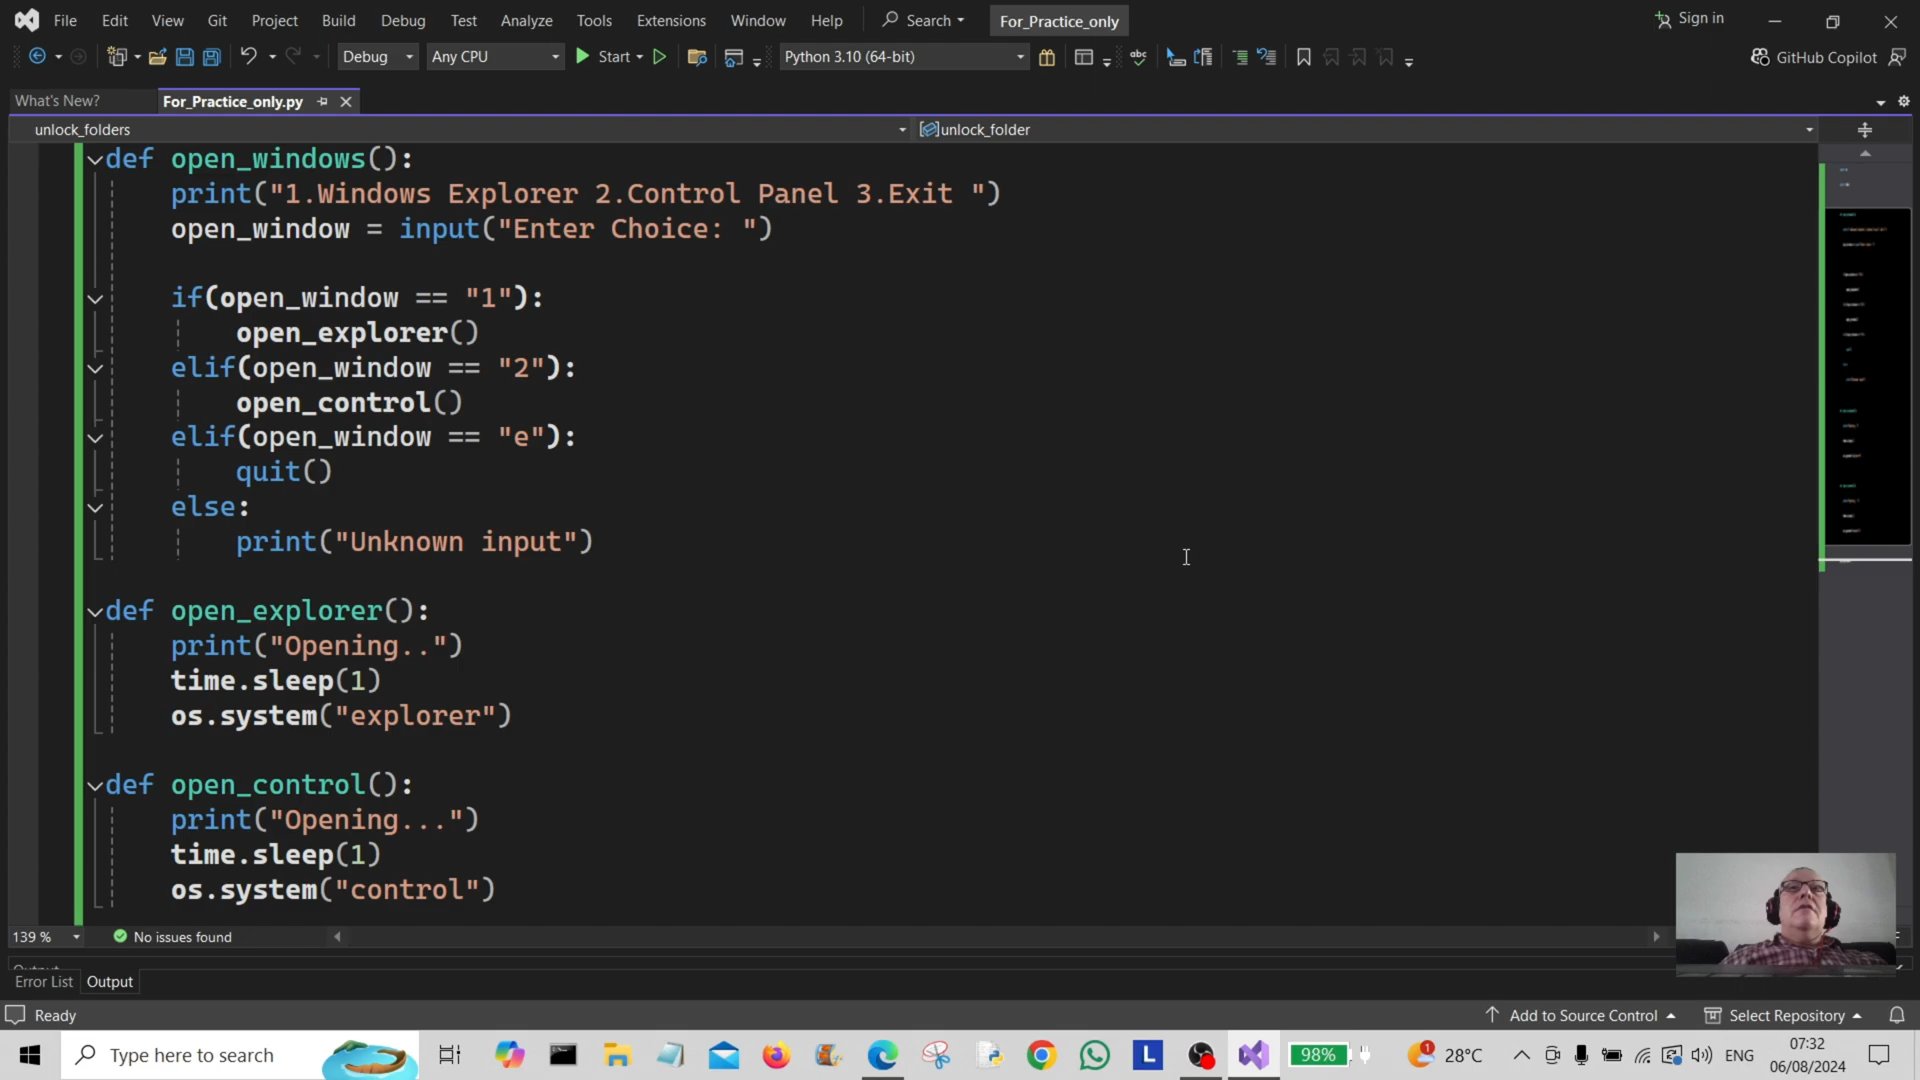 File Edit View Git Project Build Debug Test Analyze Tools Extensions Window Help Search For_Practice_only Sign in
Debug Any CPU Start Python 3.10 (64-bit) GitHub Copilot
What's New? For_Practice_only.py
unlock_folders unlock_folder
def open_windows():
print("1.Windows Explorer 2.Control Panel 3.Exit ")
open_window = input("Enter Choice: ")
if(open_window == "1"):
open_explorer()
elif(open_window == "2"):
open_control()
elif(open_window == "e"):
quit()
else:
print("Unknown input")
def open_explorer():
print("Opening..")
time.sleep(1)
os.system("explorer")
def open_control():
print("Opening...")
time.sleep(1)
os.system("control")
139 % No issues found
Error List Output
Ready Add to Source Control Select Repository
Type here to search 98% 1 28°C ENG 07:32
06/08/2024